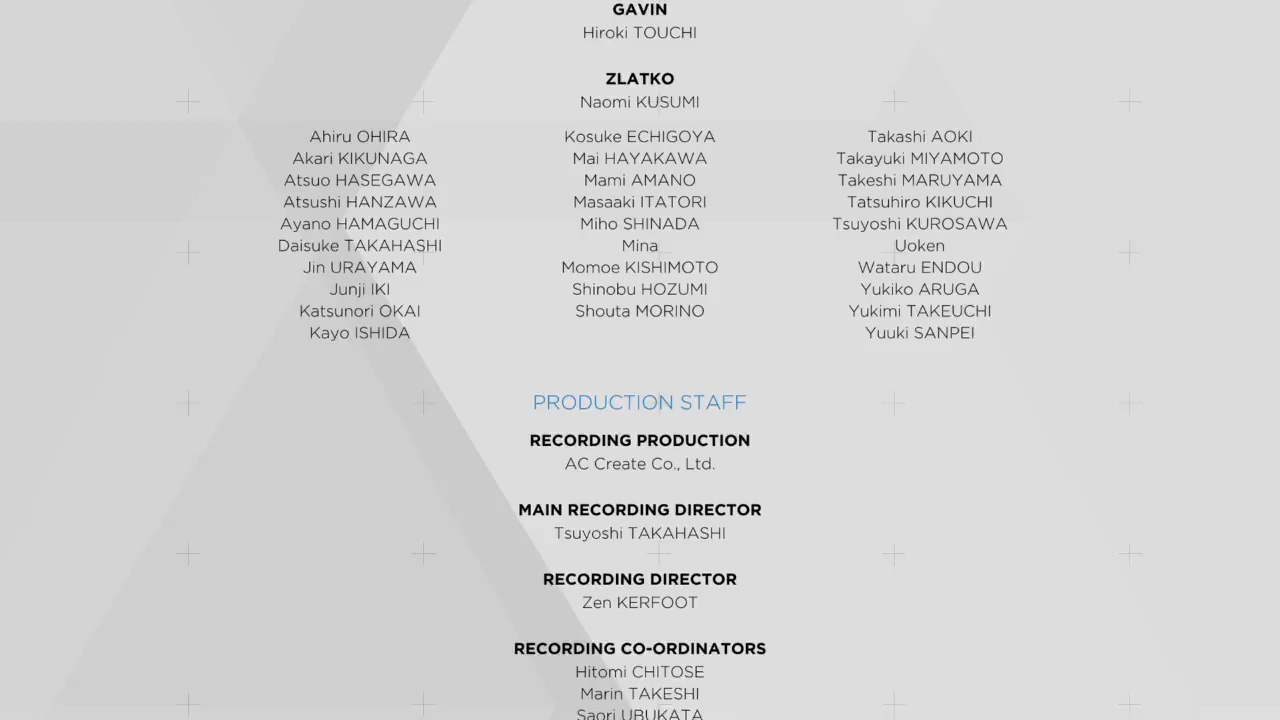 GAVIN
Hiroki TOUCHI
ZLATKO
Naomi KUSUMI
Ahiru OHIRA
Akari KIKUNAGA
Atsuo HASEGAWA
Atsushi HANZAWA
Ayano HAMAGUCHI
Daisuke TAKAHASHI
Jin URAYAMA
Junji IKI
Katsunori OKAI
Kayo ISHIDA
Kosuke ECHIGOYA
Mai HAYAKAWA
Mami AMANO
Masaaki ITATORI
Miho SHINADA
Mina
Momoe KISHIMOTO
Shinobu HOZUMI
Shouta MORINO
Takashi AOKI
Takayuki MIYAMOTO
Takeshi MARUYAMA
Tatsuhiro KIKUCHI
Tsuyoshi KUROSAWA
Uoken
Wataru ENDOU
Yukiko ARUGA
Yukimi TAKEUCHI
Yuuki SANPEI
PRODUCTION STAFF
RECORDING PRODUCTION
AC Create Co., Ltd.
MAIN RECORDING DIRECTOR
Tsuyoshi TAKAHASHI
RECORDING DIRECTOR
Zen KERFOOT
RECORDING CO-ORDINATORS
Hitomi CHITOSE
Marin TAKESHI
Saori UBUKATA